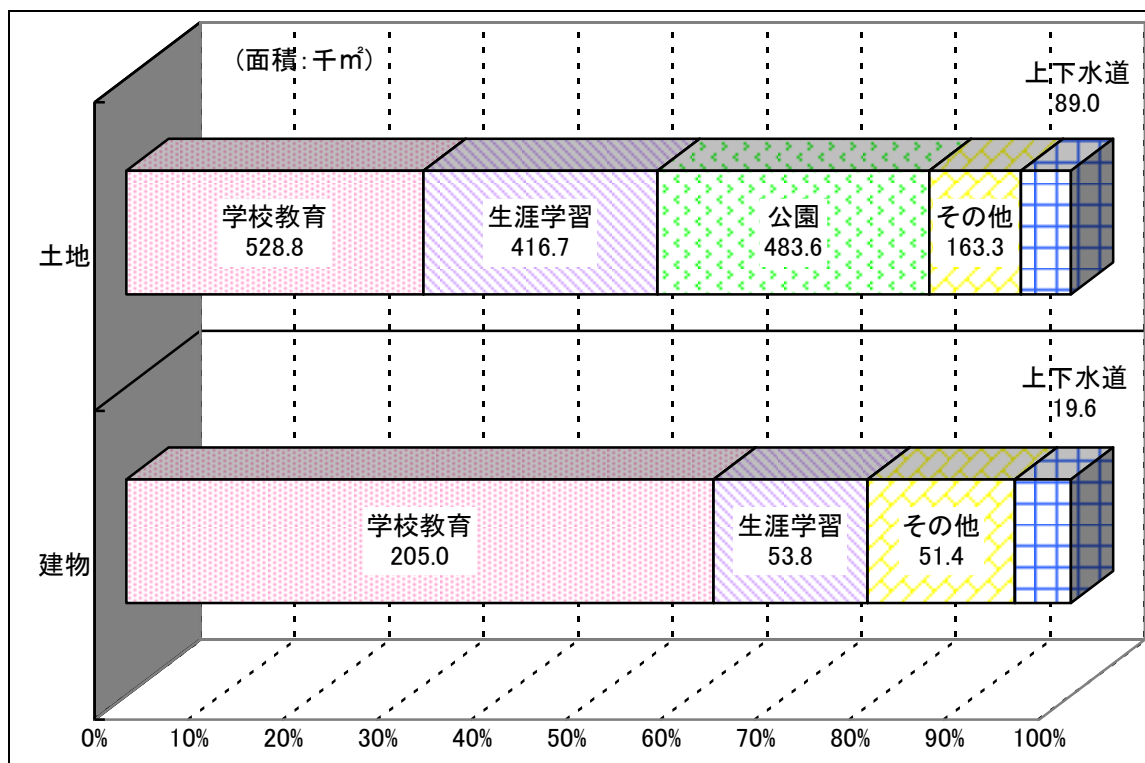 (面積:千㎡)
上下水道
89.0
土地
学校教育
528.8
生涯学習
416.7
公園
483.6
その他
163.3
上下水道
19.6
建物
学校教育
205.0
生涯学習
53.8
その他
51.4
0% 10% 20% 30% 40% 50% 60% 70% 80% 90% 100%